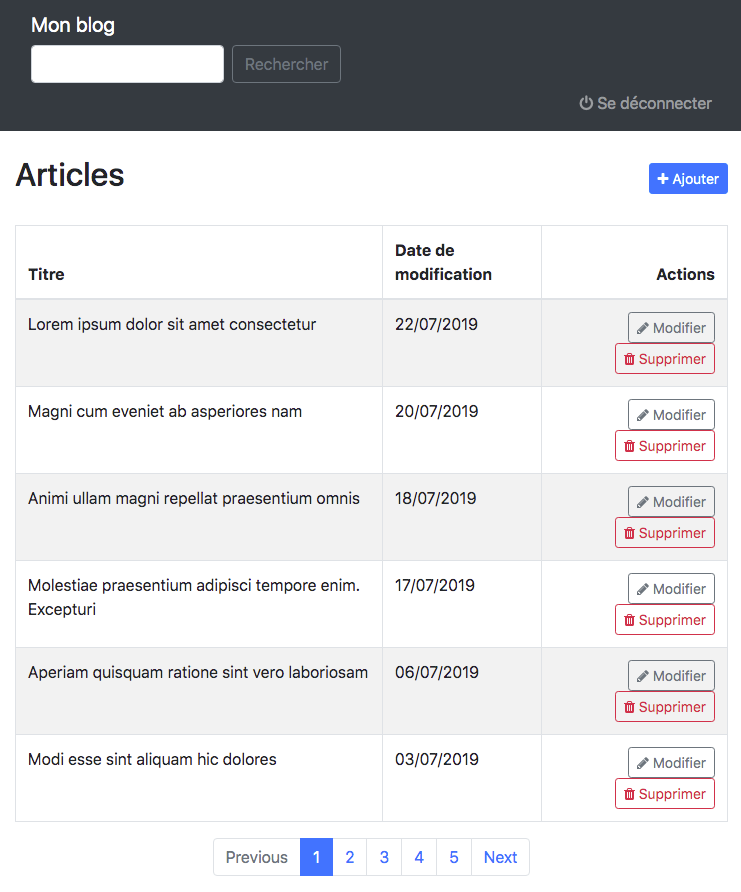 Mon blog
Rechercher
Se déconnecter
Articles
Ajouter
Titre
Date de
modification
Actions
Lorem ipsum dolor sit amet consectetur
22/07/2019
Modifier
Supprimer
Magni cum eveniet ab asperiores nam
20/07/2019
Modifier
Supprimer
Animi ullam magni repellat praesentium omnis
18/07/2019
Modifier
Supprimer
Molestiae praesentium adipisci tempore enim.
Excepturi
17/07/2019
Modifier
Supprimer
Aperiam quisquam ratione sint vero laboriosam
06/07/2019
Modifier
Supprimer
Modi esse sint aliquam hic dolores
03/07/2019
Modifier
Supprimer
Previous 1 2 3 4 5 Next